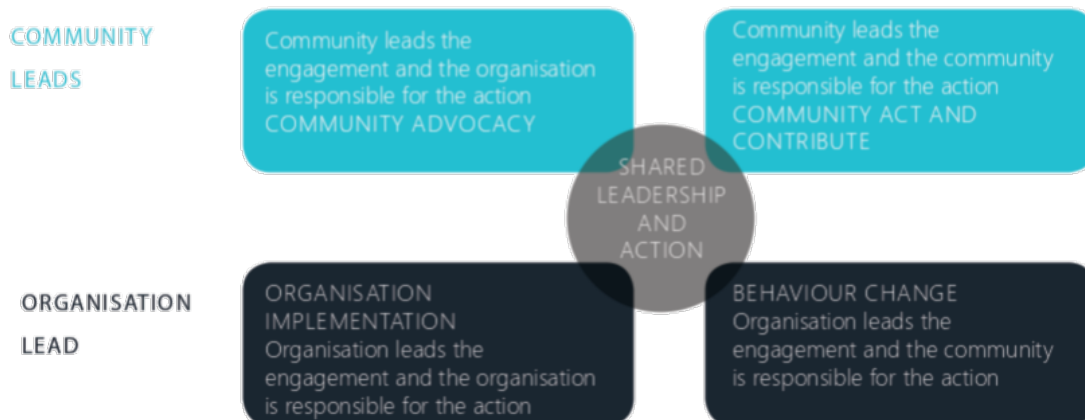 COMMUNITY
LEADS
Community leads the
engagement and the organisation
is responsible for the action
COMMUNITY ADVOCACY
Community leads the
engagement and the community
is responsible for the action
COMMUNITY ACT AND
CONTRIBUTE
SHARED
LEADERSHIP
AND
ACTION
ORGANISATION
LEAD
ORGANISATION
IMPLEMENTATION
Organisation leads the
engagement and the organisation
is responsible for the action
BEHAVIOUR CHANGE
Organisation leads the
engagement and the community
is responsible for the action